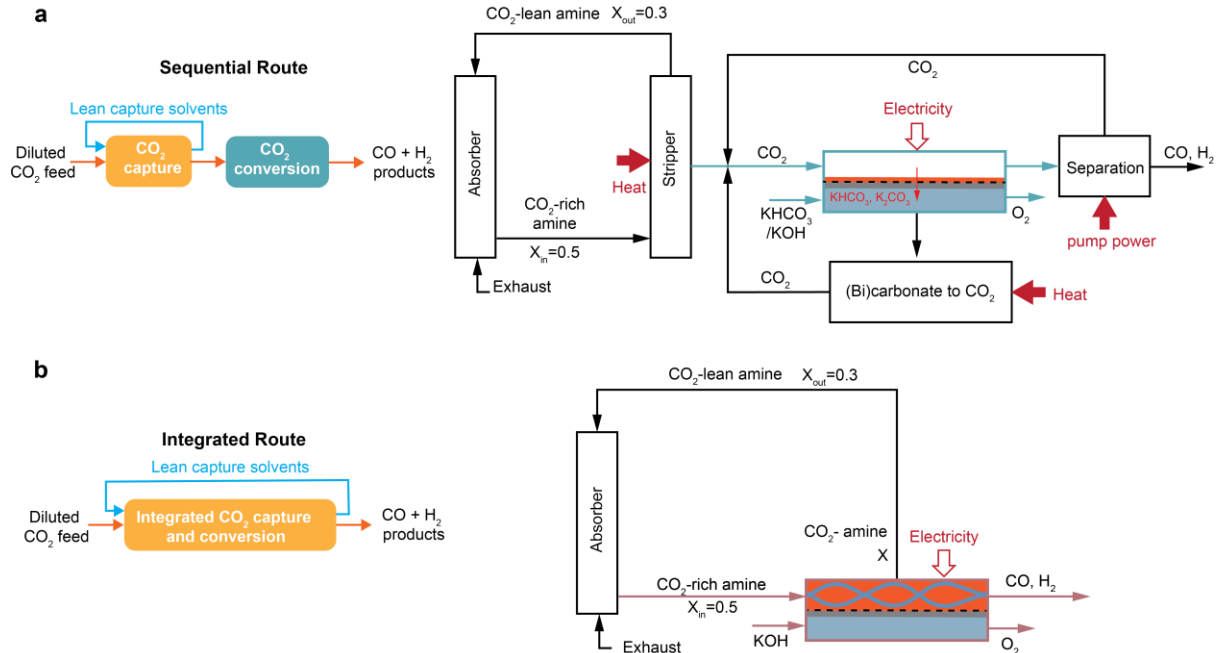 a
Sequential Route
Lean capture solvents
Diluted
CO₂ feed
CO₂
capture
CO₂
conversion
CO + H₂
products
CO₂-lean amine X_out=0.3
Absorber
CO₂-rich
amine
X_in=0.5
Exhaust
Heat
Stripper
CO₂
CO₂
Electricity
KHCO₃, K₂CO₃
KHCO₃
/KOH
O₂
Separation
CO, H₂
pump power
CO₂
(Bi)carbonate to CO₂
Heat
b
Integrated Route
Lean capture solvents
Diluted
CO₂ feed
Integrated CO₂ capture
and conversion
CO + H₂
products
CO₂-lean amine X_out=0.3
Absorber
CO₂- amine
X
Electricity
CO₂-rich amine
X_in=0.5
CO, H₂
KOH
O₂
Exhaust